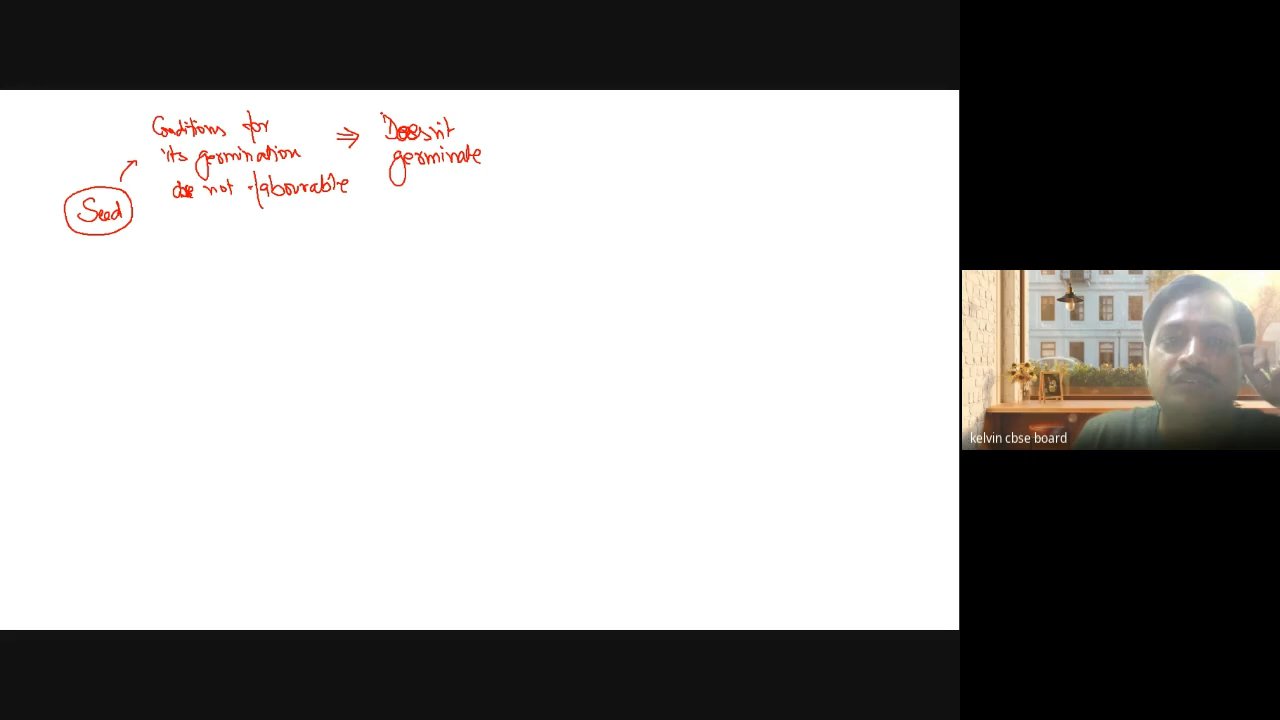 Conditions for
its germination
are not favourable
⇒ Doesn't
germinate
Seed
kelvin cbse board